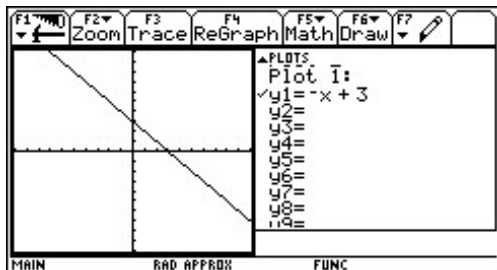 F1 F2 F3 F4 F5 F6 F7
Zoom Trace ReGraph Math Draw
PLOTS
Plot 1:
y1=⁻x + 3
y2=
y3=
y4=
y5=
y6=
y7=
y8=
y9=
MAIN RAD APPROX FUNC